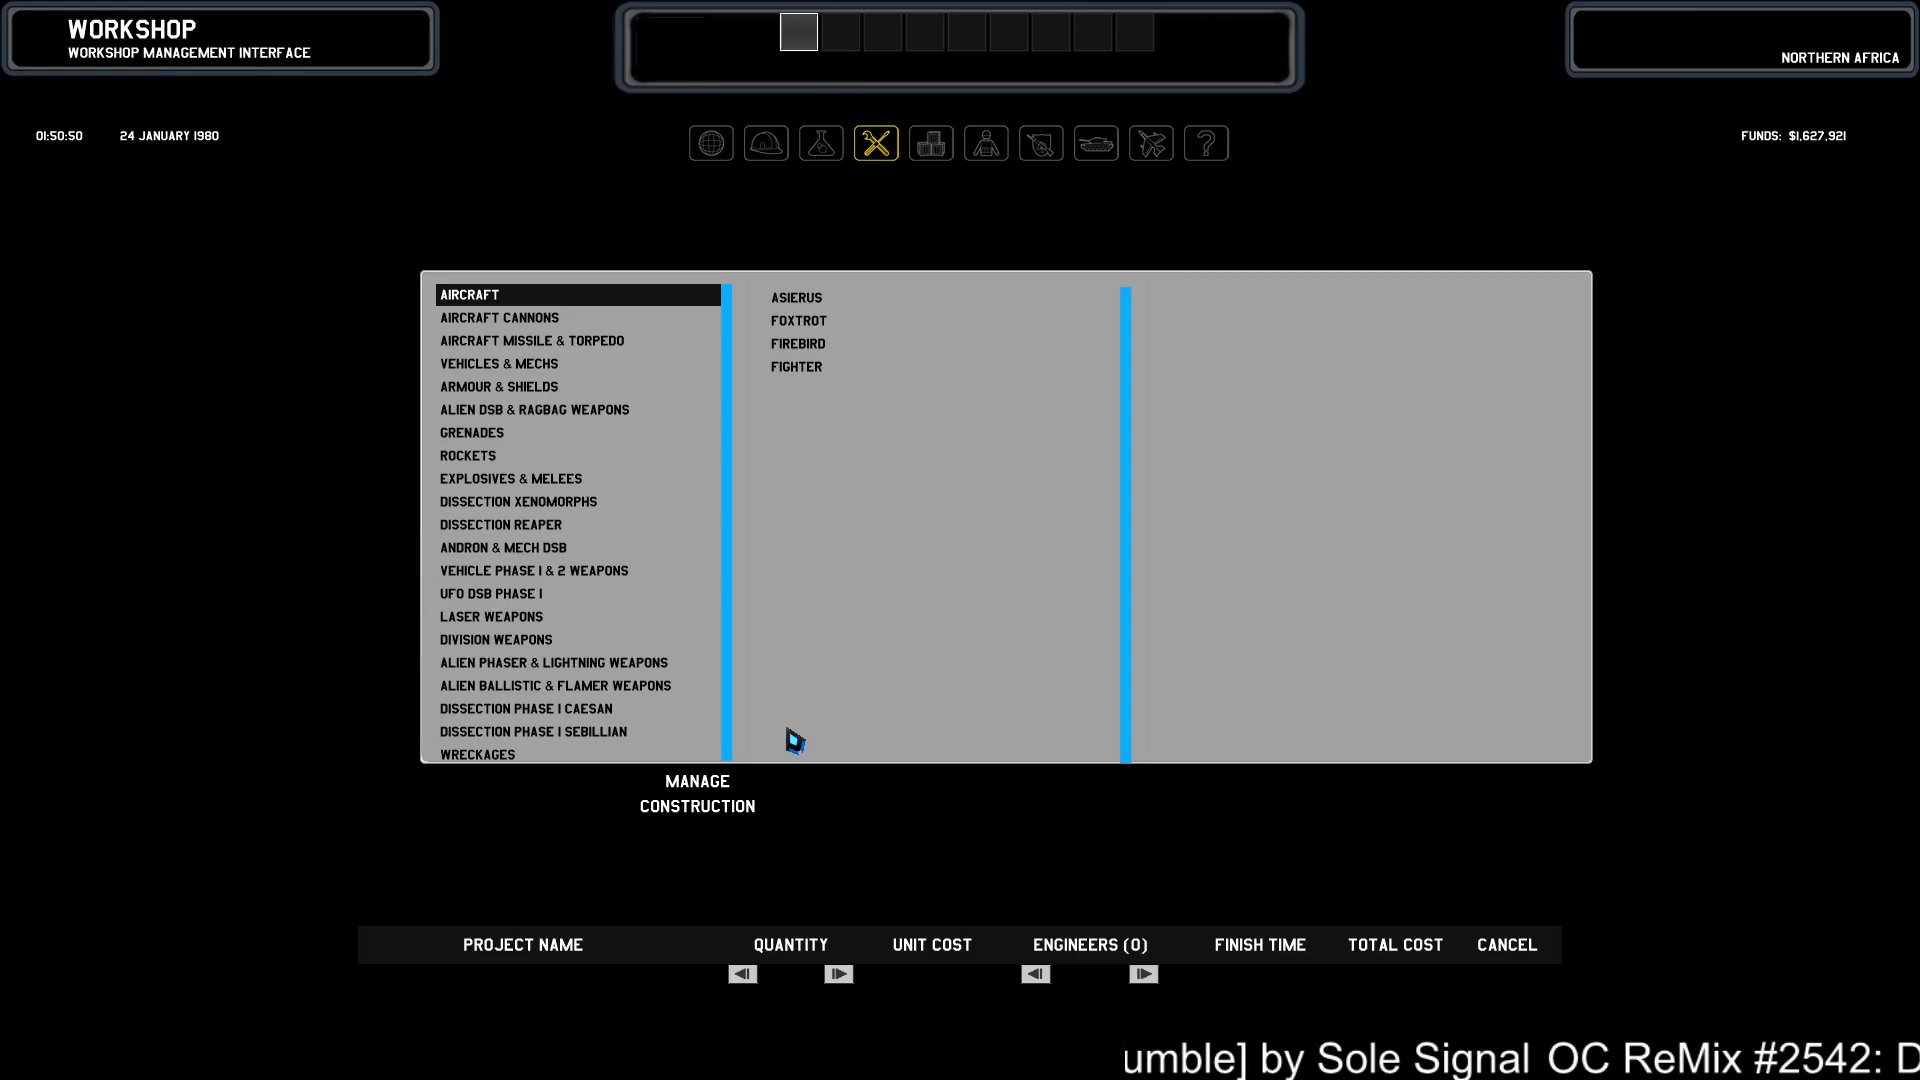 WORKSHOP
WORKSHOP MANAGEMENT INTERFACE
NORTHERN AFRICA
01:50:50 24 JANUARY 1980
FUNDS: $1,627,921
AIRCRAFT
AIRCRAFT CANNONS
AIRCRAFT MISSILE & TORPEDO
VEHICLES & MECHS
ARMOUR & SHIELDS
ALIEN DSB & RAGBAG WEAPONS
GRENADES
ROCKETS
EXPLOSIVES & MELEES
DISSECTION XENOMORPHS
DISSECTION REAPER
ANDRON & MECH DSB
VEHICLE PHASE 1 & 2 WEAPONS
UFO DSB PHASE 1
LASER WEAPONS
DIVISION WEAPONS
ALIEN PHASER & LIGHTNING WEAPONS
ALIEN BALLISTIC & FLAMER WEAPONS
DISSECTION PHASE 1 CAESAN
DISSECTION PHASE 1 SEBILLIAN
WRECKAGES
ASIERUS
FOXTROT
FIREBIRD
FIGHTER
MANAGE
CONSTRUCTION
PROJECT NAME QUANTITY UNIT COST ENGINEERS (0) FINISH TIME TOTAL COST CANCEL
umble] by Sole Signal OC ReMix #2542: D